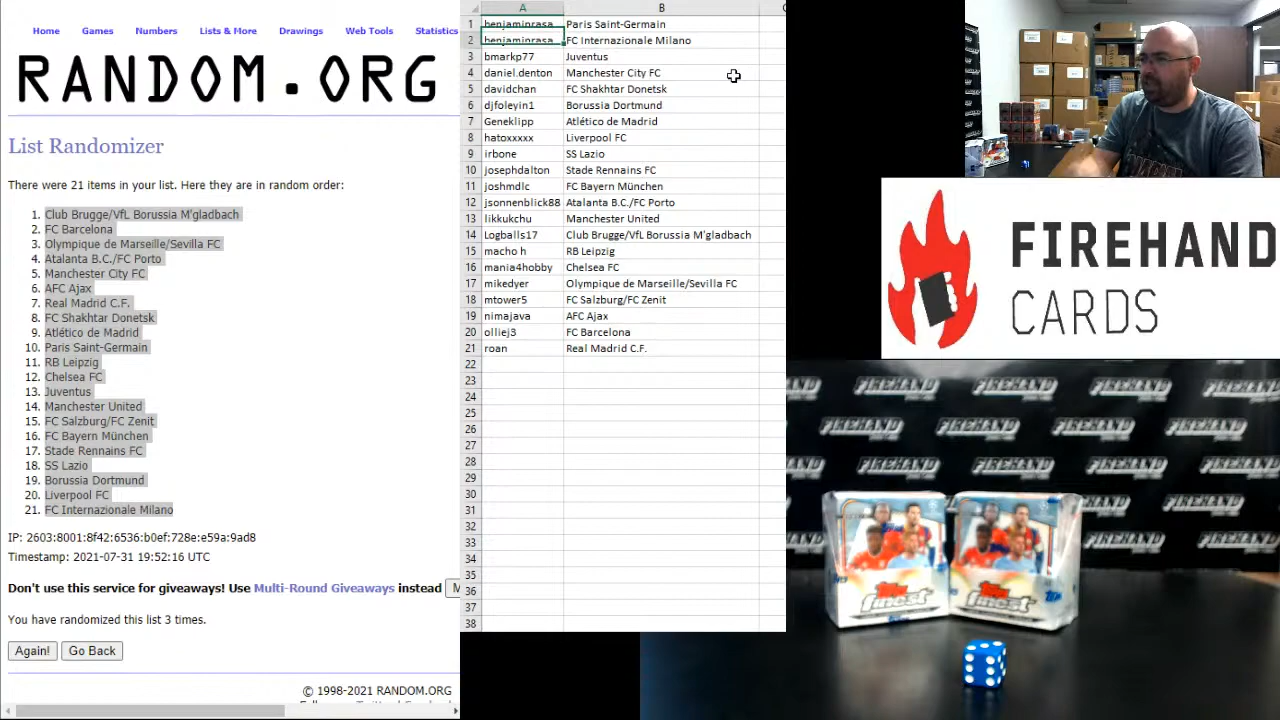 Home Games Numbers Lists & More Drawings Web Tools Statistics
RANDOM.ORG
List Randomizer
There were 21 items in your list. Here they are in random order:
1. Club Brugge/VfL Borussia M'gladbach
2. FC Barcelona
3. Olympique de Marseille/Sevilla FC
4. Atalanta B.C./FC Porto
5. Manchester City FC
6. AFC Ajax
7. Real Madrid C.F.
8. FC Shakhtar Donetsk
9. Atlético de Madrid
10. Paris Saint-Germain
11. RB Leipzig
12. Chelsea FC
13. Juventus
14. Manchester United
15. FC Salzburg/FC Zenit
16. FC Bayern München
17. Stade Rennains FC
18. SS Lazio
19. Borussia Dortmund
20. Liverpool FC
21. FC Internazionale Milano
IP: 2603:8001:8f42:6536:b0ef:728e:e59a:9ad8
Timestamp: 2021-07-31 19:52:16 UTC
Don't use this service for giveaways! Use Multi-Round Giveaways instead
You have randomized this list 3 times.
Again! Go Back
© 1998-2021 RANDOM.ORG
A B
1 benjaminrasa Paris Saint-Germain
2 benjaminrasa FC Internazionale Milano
3 bmarkp77 Juventus
4 daniel.denton Manchester City FC
5 davidchan FC Shakhtar Donetsk
6 djfoleyin1 Borussia Dortmund
7 Geneklipp Atlético de Madrid
8 hatoxxxxx Liverpool FC
9 irbone SS Lazio
10 josephdalton Stade Rennains FC
11 joshmdlc FC Bayern München
12 jsonnenblick88 Atalanta B.C./FC Porto
13 likkukchu Manchester United
14 Logballs17 Club Brugge/VfL Borussia M'gladbach
15 macho h RB Leipzig
16 mania4hobby Chelsea FC
17 mikedyer Olympique de Marseille/Sevilla FC
18 mtower5 FC Salzburg/FC Zenit
19 nimajava AFC Ajax
20 olliej3 FC Barcelona
21 roan Real Madrid C.F.
22
23
24
25
26
27
28
29
30
31
32
33
34
35
36
37
38
FIREHAND
CARDS
FIREHAND FIREHAND FIREHAND
FIREHAND FIREHAND FIREHAND
Topps finest
Topps finest